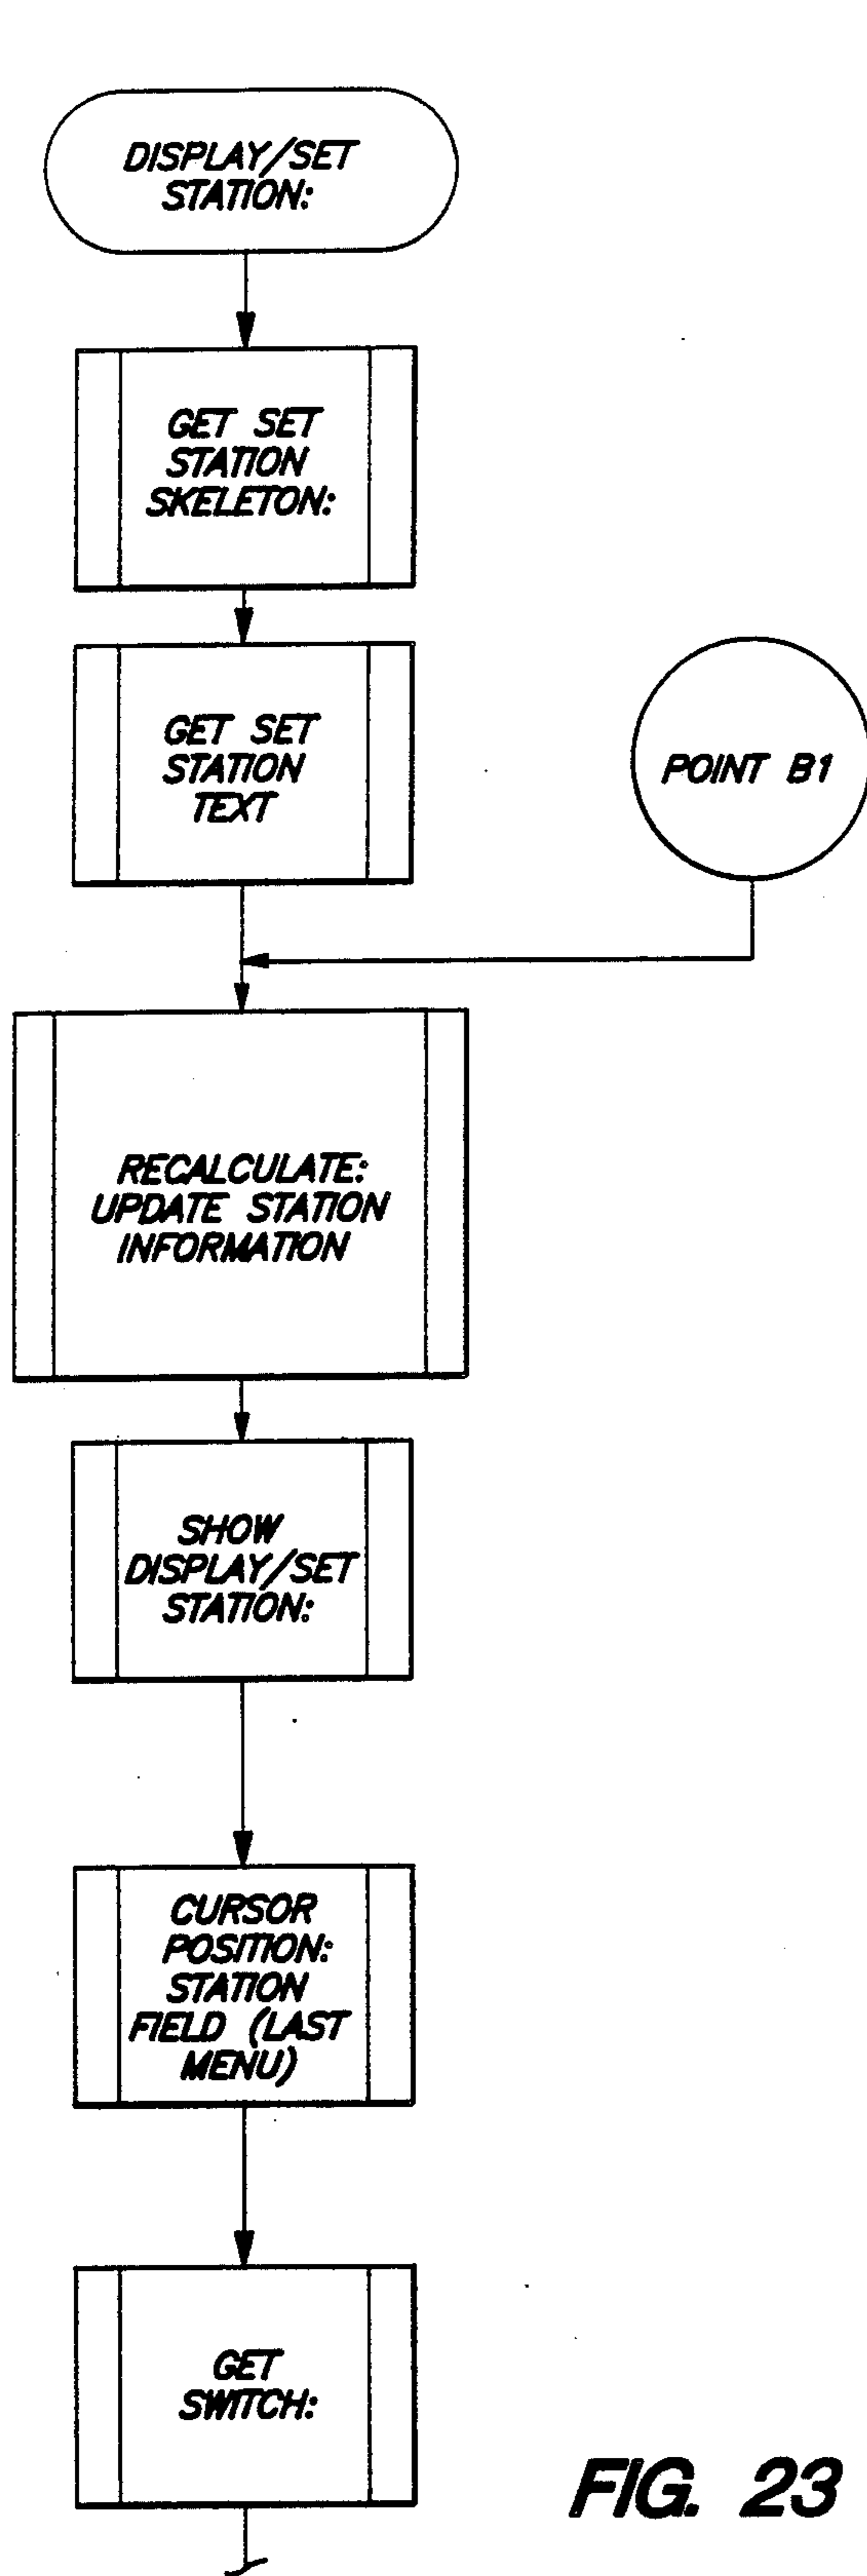 DISPLAY/SET
STATION:
GET SET
STATION
SKELETON:
GET SET
STATION
TEXT
POINT B1
RECALCULATE:
UPDATE STATION
INFORMATION
SHOW
DISPLAY/SET
STATION:
CURSOR
POSITION:
STATION
FIELD (LAST
MENU)
GET
SWITCH:
FIG. 23